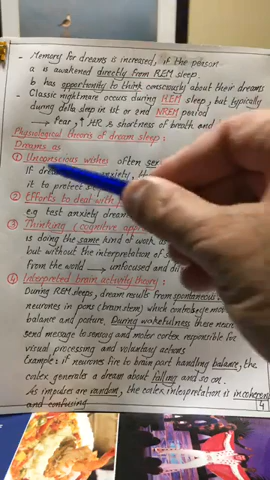 - Memory for dreams is increased, if the person
a is awakened directly from REM sleep.
b has opportunity to think consciously about their dreams
- Classic nightmare occurs during REM sleep, but typically
during delta sleep in 1st or 2nd NREM period
→ fear, ↑ HR & shortness of breath and
Physiological theories of dream sleep:
Dreams as
① Unconscious wishes often
If
it to protect
② Efforts to deal with
e.g test anxiety
③ Thinking (cognitive
is doing the same kind of work
but without the interpretation of
from the world → unfocused and
④ Interpreted brain activity theory:
During REM sleep, dream results from spontaneous
neurones in pons (brain stem) which control eye
balance and posture. During wakefulness these
send message to sensory and motor cortex responsible for
visual processing and voluntary actions
Example: if neurones fire to brain part handling balance, the
cortex generates a dream about falling and so on.
As impulses are random, the cortex interpretation is
and confusing
4